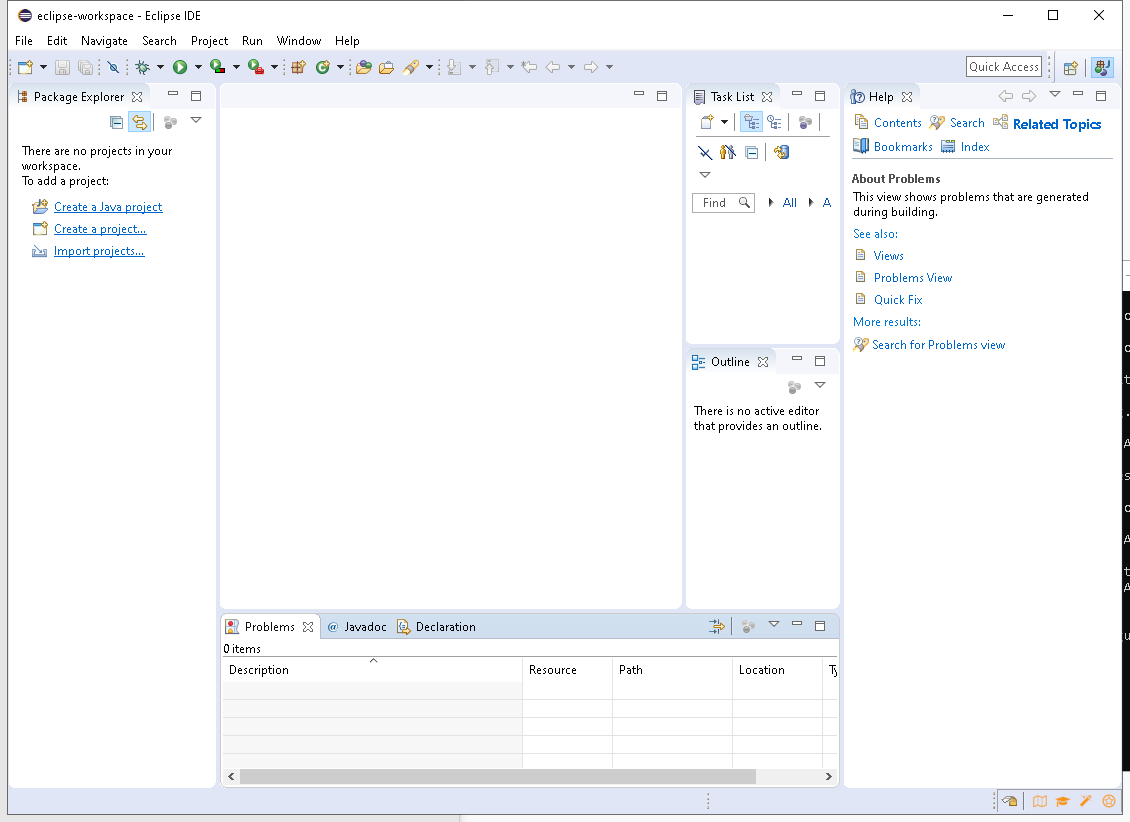 eclipse-workspace - Eclipse IDE
File Edit Navigate Search Project Run Window Help
Quick Access
Package Explorer
There are no projects in your
workspace.
To add a project:
Create a Java project
Create a project...
Import projects...
Task List
Find
All
A
Outline
There is no active editor
that provides an outline.
Help
Contents Search Related Topics
Bookmarks Index
About Problems
This view shows problems that are generated
during building.
See also:
Views
Problems View
Quick Fix
More results:
Search for Problems view
Problems @ Javadoc Declaration
0 items
Description Resource Path Location